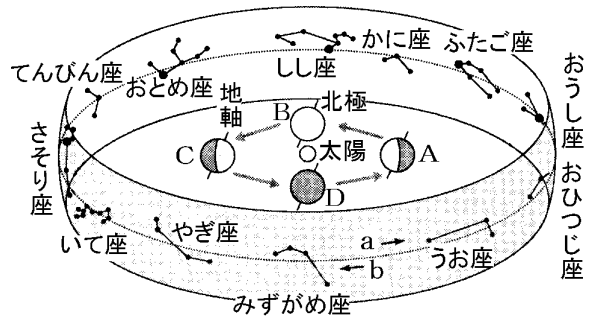 かに座
ふたご座
しし座
てんびん座
おとめ座
おうし座
地軸
北極
B
さそり座
C
太陽
A
D
おひつじ座
いて座
やぎ座
a
b
うお座
みずがめ座